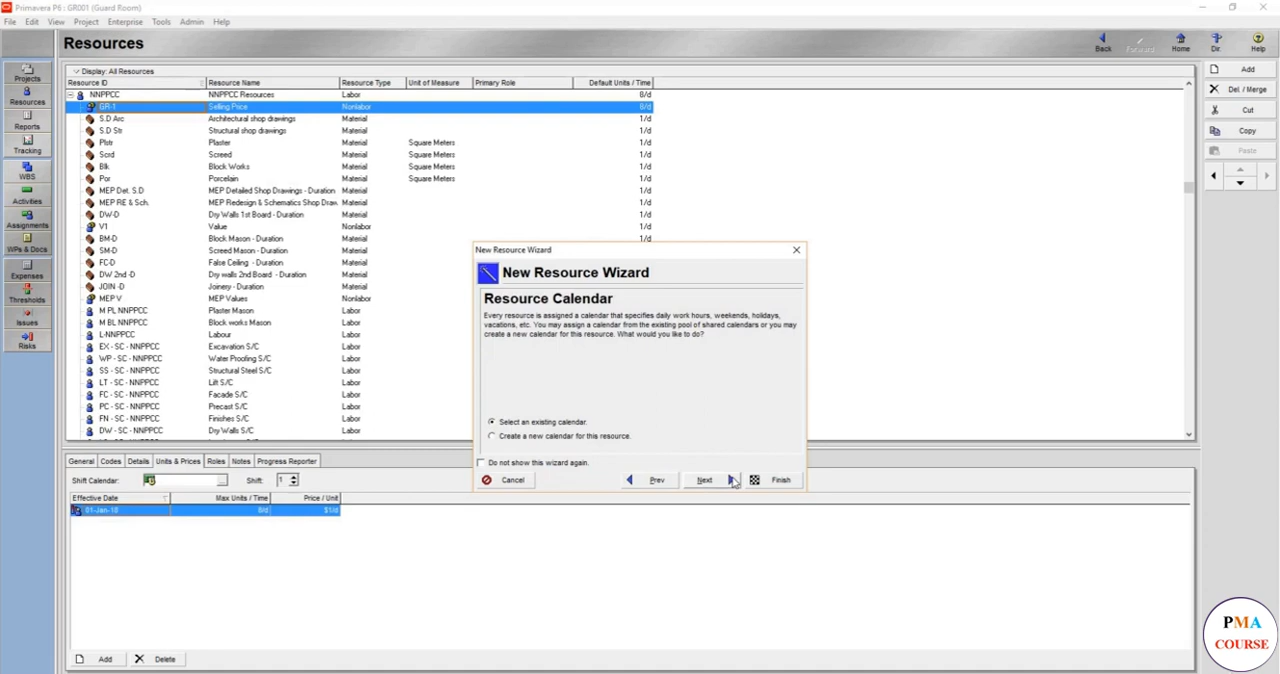 Primavera P6 : GR001 (Guard Room)
File Edit View Project Enterprise Tools Admin Help
Resources
Back Forward Home Dir. Help
Display: All Resources
Resource ID Resource Name Resource Type Unit of Measure Primary Role Default Units / Time
NNPPCC NNPPCC Resources Labor 8/d
GR-1 Selling Price Nonlabor 8/d
S.D Arc Architectural shop drawings Material 1/d
S.D Str Structural shop drawings Material 1/d
Plstr Plaster Material Square Meters 1/d
Scrd Screed Material Square Meters 1/d
Blk Block Works Material Square Meters 1/d
Por Porcelain Material Square Meters 1/d
MEP Det. S.D MEP Detailed Shop Drawings - Duration Material 1/d
MEP RE & Sch. MEP Redesign & Schematics Shop Draw Material 1/d
DW-D Dry Walls 1st Board - Duration Material 1/d
V1 Value Nonlabor 1/d
BM-D Block Mason - Duration Material 1/d
SM-D Screed Mason - Duration Material
FC-D False Ceiling - Duration Material
DW 2nd -D Dry walls 2nd Board - Duration Material
JOIN -D Joinery - Duration Material
MEP V MEP Values Nonlabor
M PL NNPPCC Plaster Mason Labor
M BL NNPPCC Block works Mason Labor
L-NNPPCC Labour Labor
EX - SC - NNPPCC Excavation S/C Labor
WP - SC - NNPPCC Water Proofing S/C Labor
SS - SC - NNPPCC Structural Steel S/C Labor
LT - SC - NNPPCC Lift S/C Labor
FC - SC - NNPPCC Facade S/C Labor
PC - SC - NNPPCC Precast S/C Labor
FN - SC - NNPPCC Finishes S/C Labor
DW - SC - NNPPCC Dry Walls S/C Labor
Projects
Resources
Reports
Tracking
WBS
Activities
Assignments
WPs & Docs
Expenses
Thresholds
Issues
Risks
Add
Del. / Merge
Cut
Copy
Paste
New Resource Wizard
New Resource Wizard
Resource Calendar
Every resource is assigned a calendar that specifies daily work hours, weekends, holidays,
vacations, etc. You may assign a calendar from the existing pool of shared calendars or you may
create a new calendar for this resource. What would you like to do?
Select an existing calendar.
Create a new calendar for this resource.
Do not show this wizard again.
Cancel Prev Next Finish
General Codes Details Units & Prices Roles Notes Progress Reporter
Shift Calendar: Shift: 1
Effective Date Max Units / Time Price / Unit
01-Jan-18 8/d $1/d
Add Delete
PMA
COURSE